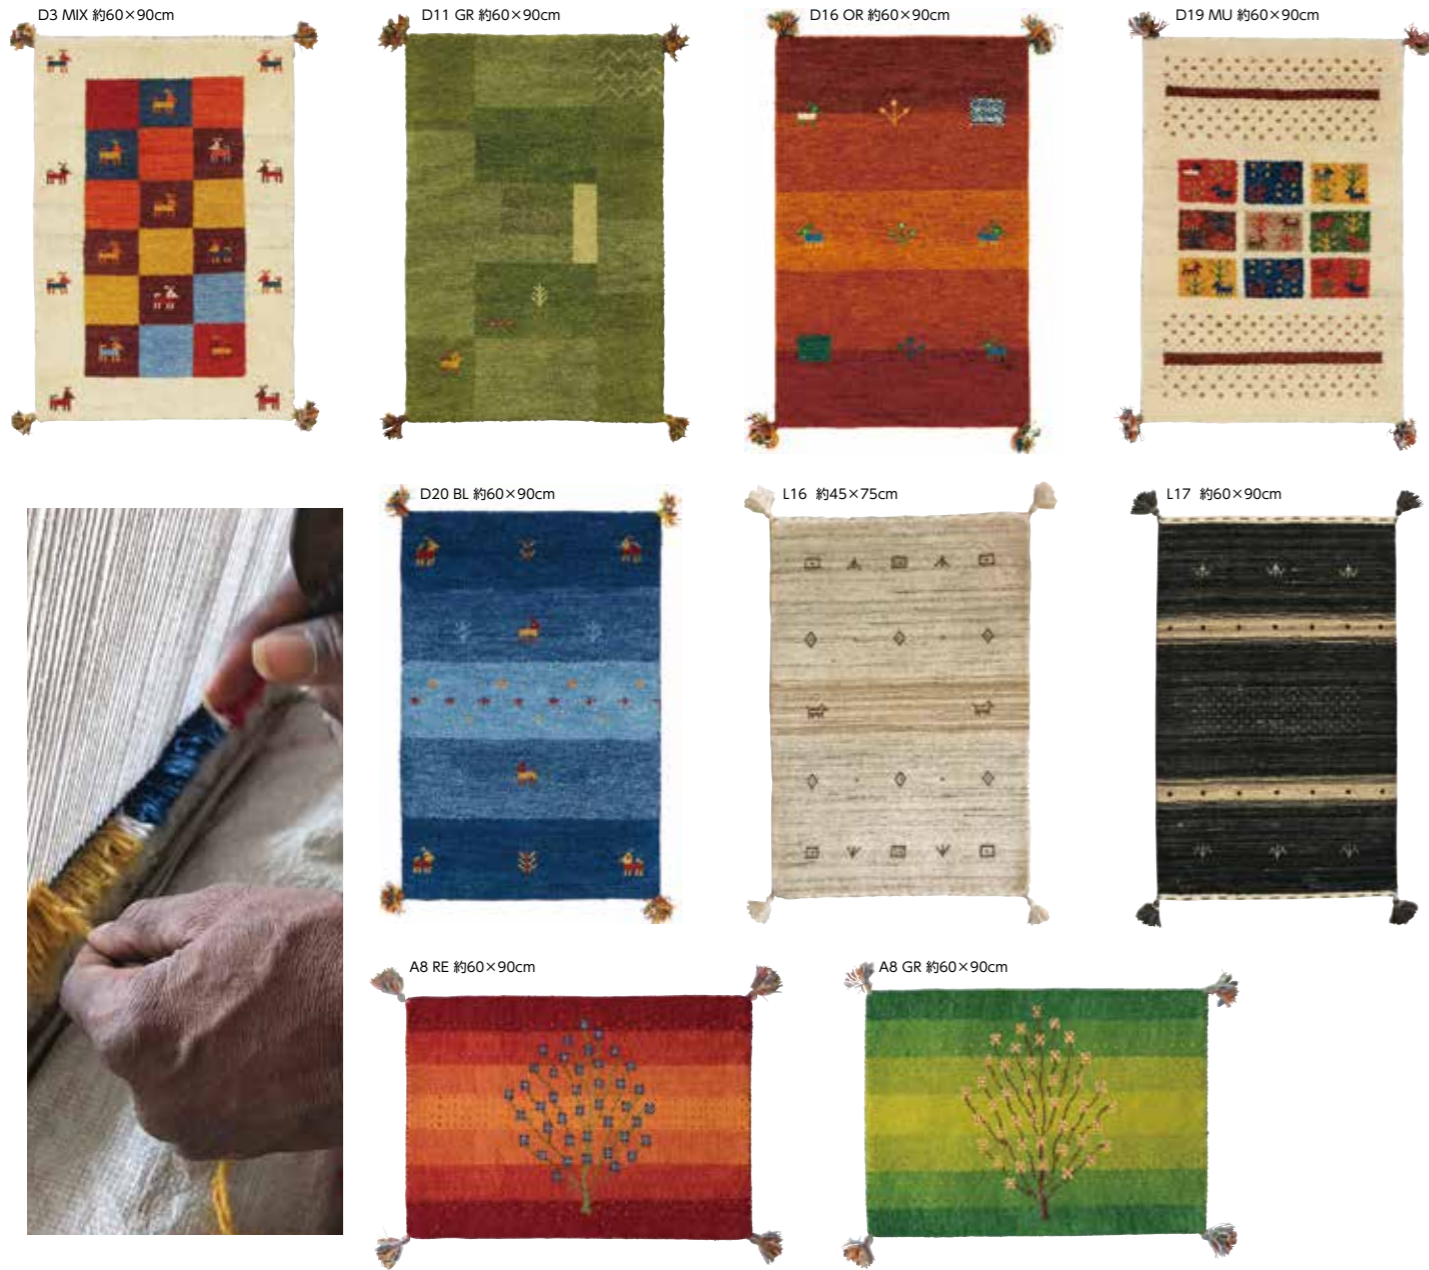 D3 MIX 約60×90cm
D11 GR 約60×90cm
D16 OR 約60×90cm
D19 MU 約60×90cm
D20 BL 約60×90cm
L16 約45×75cm
L17 約60×90cm
A8 RE 約60×90cm
A8 GR 約60×90cm